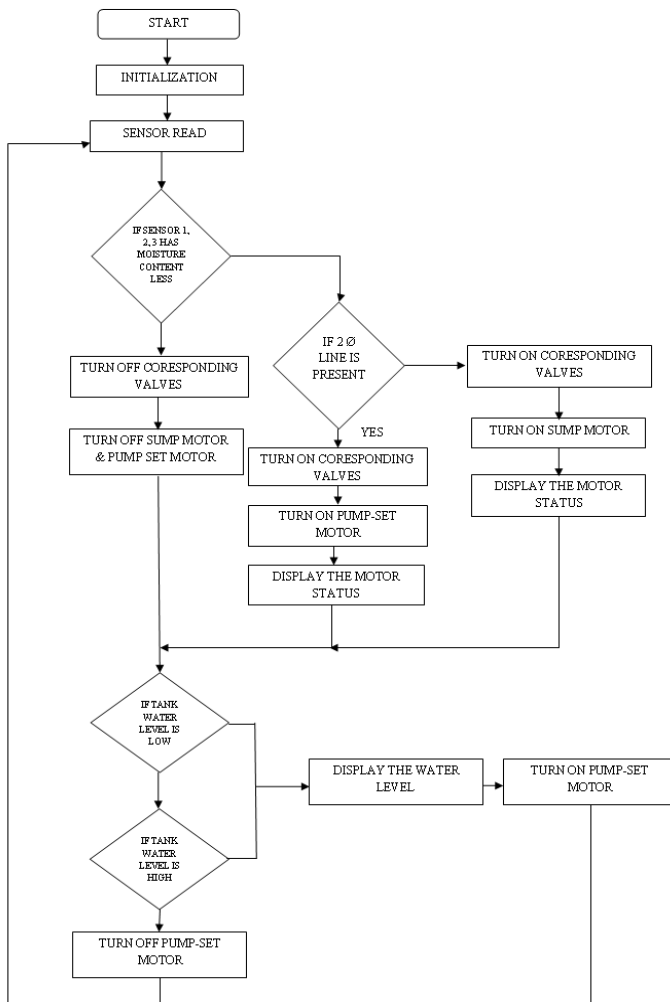 START
INITIALIZATION
SENSOR READ
IF SENSOR 1,
2, 3 HAS
MOISTURE
CONTENT
LESS
IF 2 Ø
LINE IS
PRESENT
TURN OFF CORESPONDING
VALVES
TURN ON CORESPONDING
VALVES
TURN OFF SUMP MOTOR
& PUMP SET MOTOR
YES
TURN ON CORESPONDING
VALVES
TURN ON SUMP MOTOR
TURN ON PUMP-SET
MOTOR
DISPLAY THE MOTOR
STATUS
DISPLAY THE MOTOR
STATUS
IF TANK
WATER
LEVEL IS
LOW
DISPLAY THE WATER
LEVEL
TURN ON PUMP-SET
MOTOR
IF TANK
WATER
LEVEL IS
HIGH
TURN OFF PUMP-SET
MOTOR